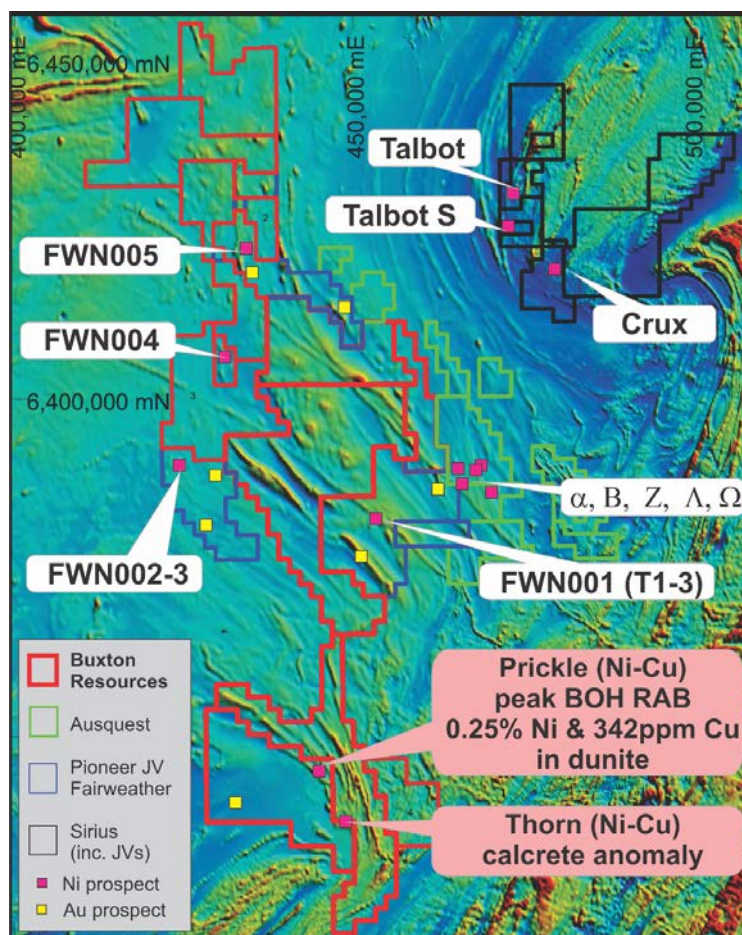 400,000 mE
6,450,000 mN
450,000 mE
500,000 mE
Talbot
Talbot S
2
FWN005
Crux
FWN004
6,400,000 mN
3
α, B, Z, Λ, Ω
FWN002-3
FWN001 (T1-3)
Buxton
Resources
Ausquest
Pioneer JV
Fairweather
Sirius
(inc. JVs)
Ni prospect
Au prospect
Prickle (Ni-Cu)
peak BOH RAB
0.25% Ni & 342ppm Cu
in dunite
Thorn (Ni-Cu)
calcrete anomaly